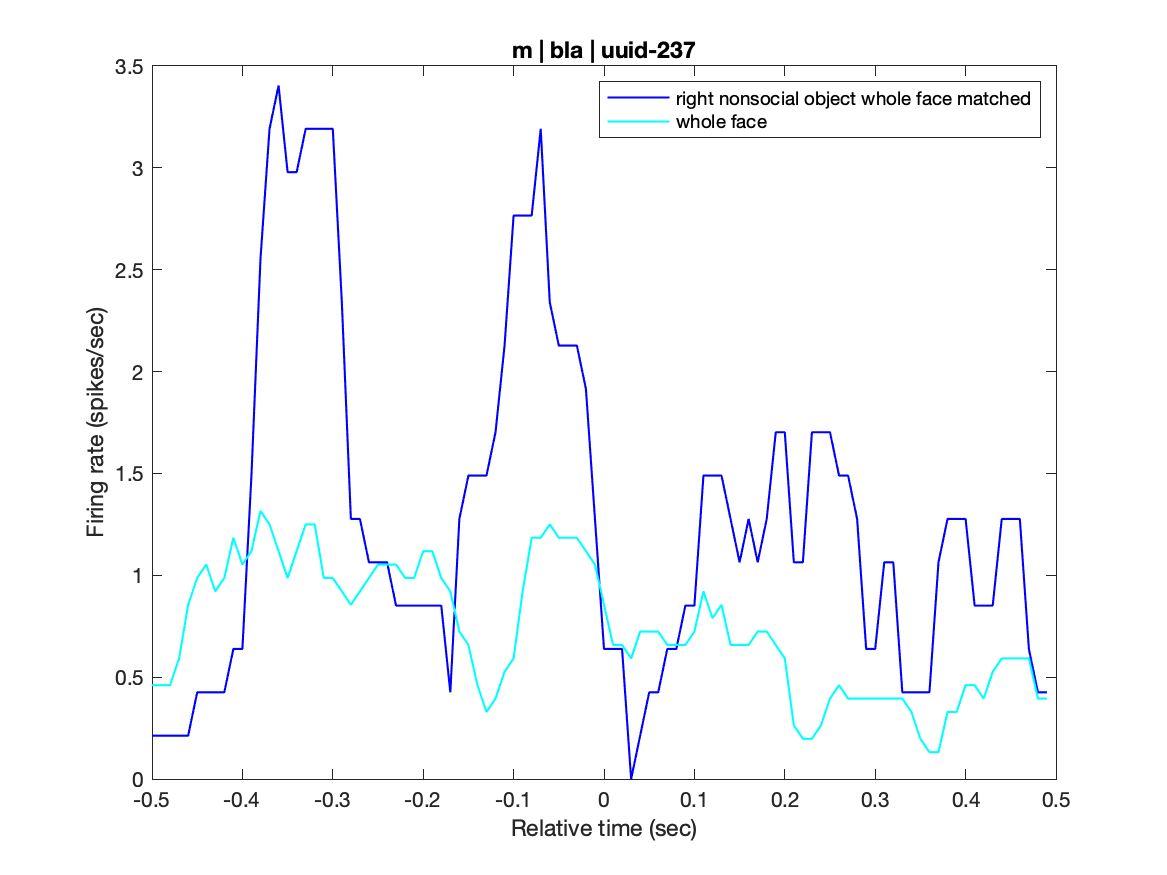 m | bla | uuid-237
right nonsocial object whole face matched
whole face
Firing rate (spikes/sec)
3.5
3
2.5
2
1.5
1
0.5
0
-0.5 -0.4 -0.3 -0.2 -0.1 0 0.1 0.2 0.3 0.4 0.5
Relative time (sec)